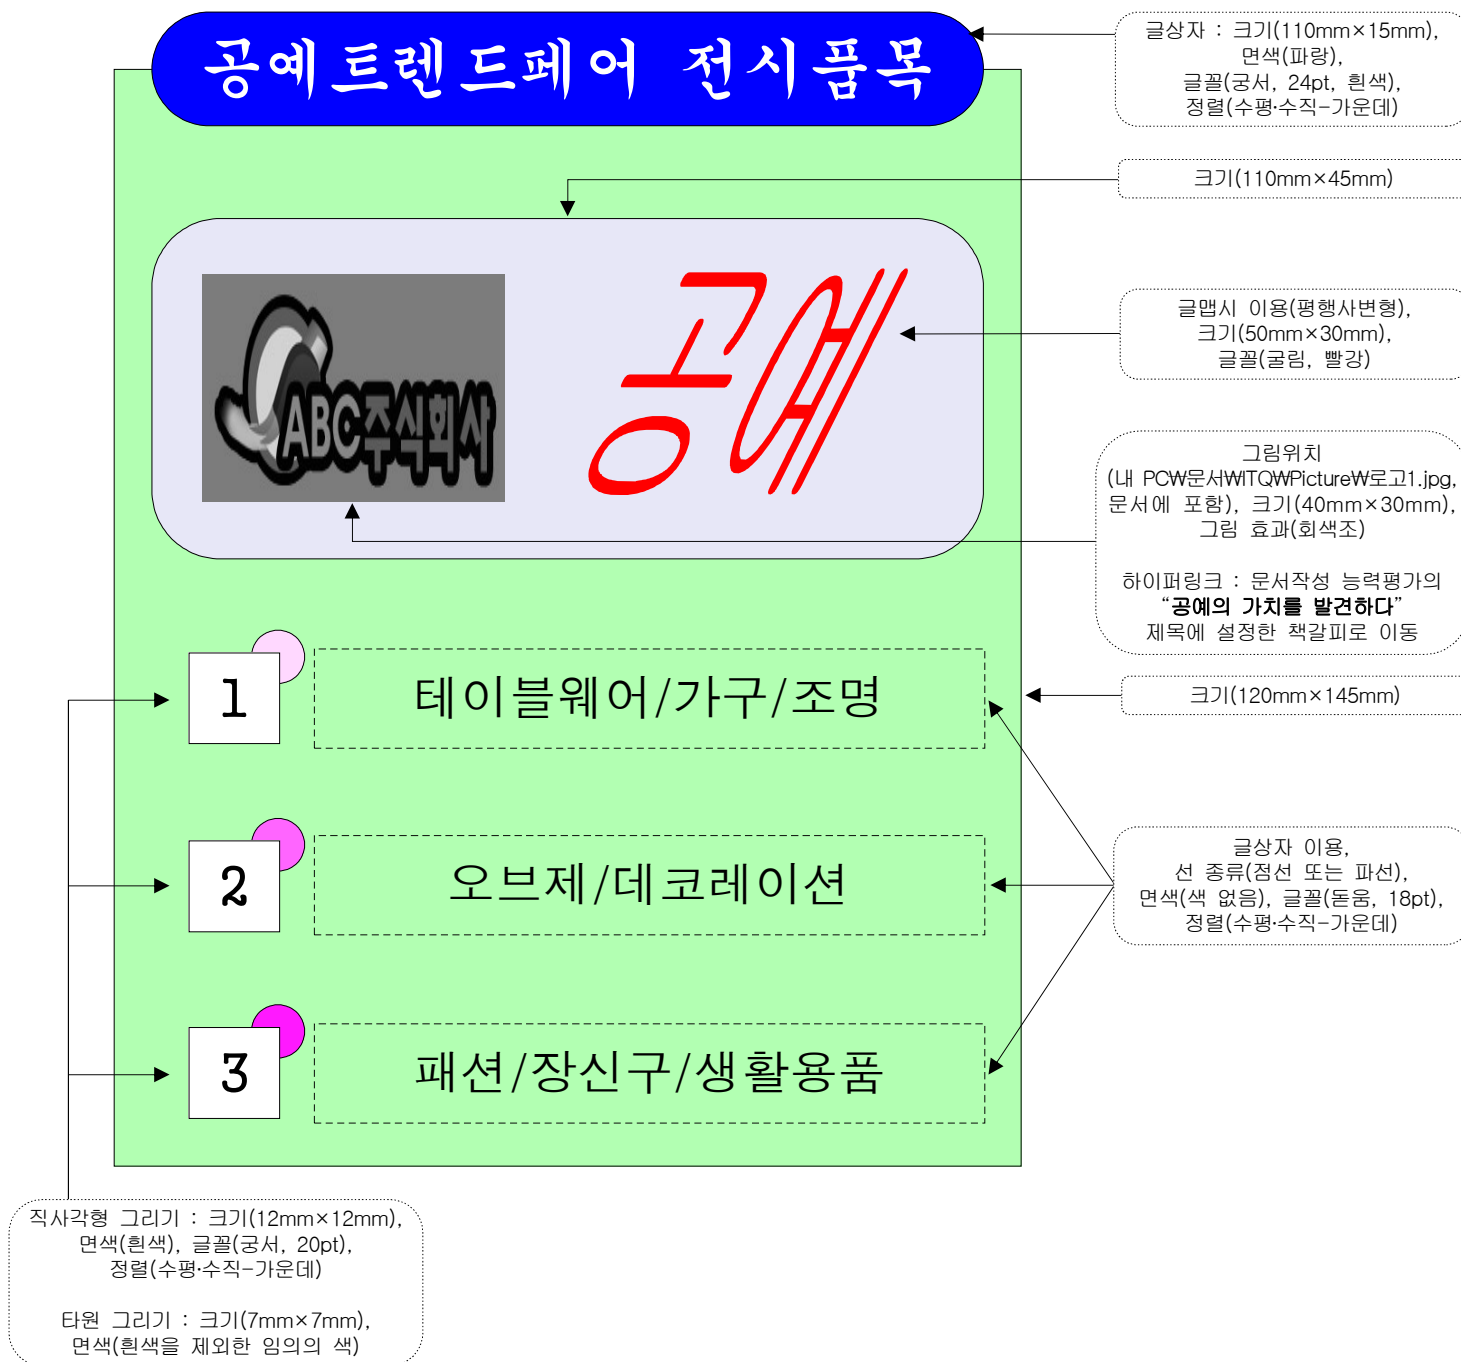 공예트렌드페어 전시품목
글상자 : 크기(110mm×15mm),
면색(파랑),
글꼴(궁서, 24pt, 흰색),
정렬(수평·수직-가운데)
크기(110mm×45mm)
ABC주식회사
공예
글맵시 이용(평행사변형),
크기(50mm×30mm),
글꼴(굴림, 빨강)
그림위치
(내 PC₩문서₩ITQ₩Picture₩로고1.jpg,
문서에 포함), 크기(40mm×30mm),
그림 효과(회색조)
하이퍼링크 : 문서작성 능력평가의
“공예의 가치를 발견하다”
제목에 설정한 책갈피로 이동
1
테이블웨어/가구/조명
크기(120mm×145mm)
2
오브제/데코레이션
글상자 이용,
선 종류(점선 또는 파선),
면색(색 없음), 글꼴(돋움, 18pt),
정렬(수평·수직-가운데)
3
패션/장신구/생활용품
직사각형 그리기 : 크기(12mm×12mm),
면색(흰색), 글꼴(궁서, 20pt),
정렬(수평·수직-가운데)
타원 그리기 : 크기(7mm×7mm),
면색(흰색을 제외한 임의의 색)